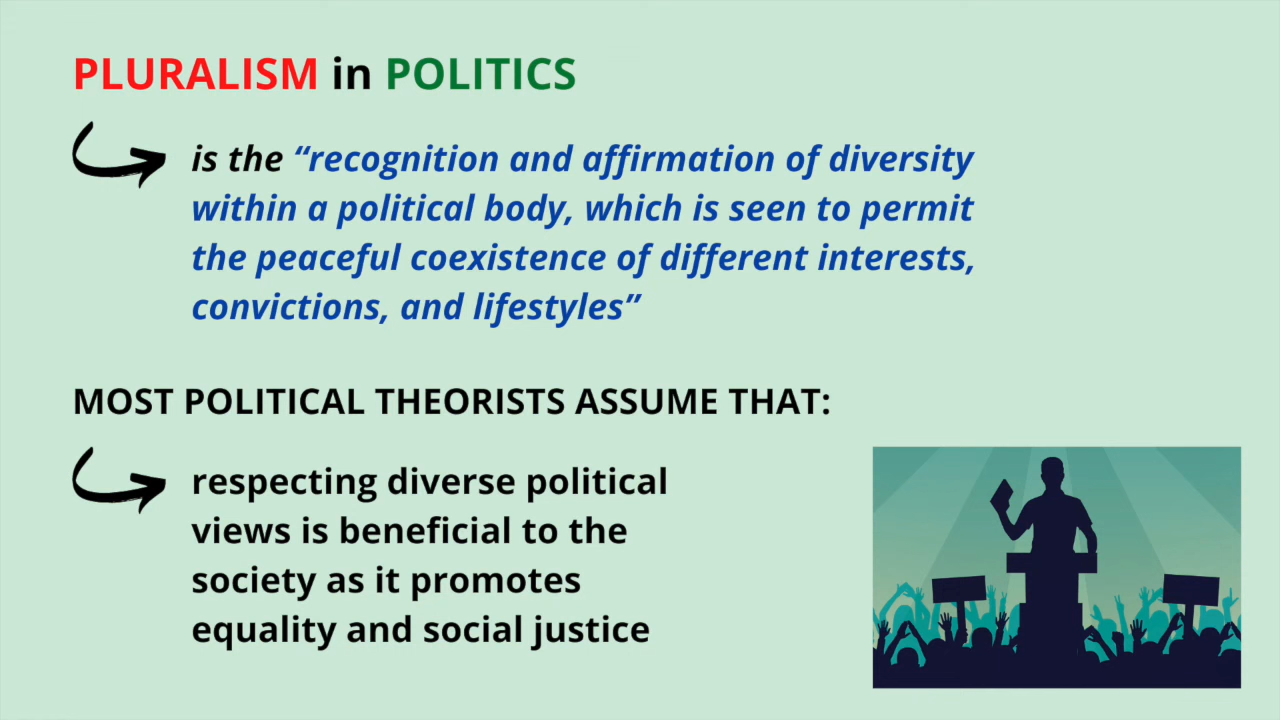 PLURALISM in POLITICS
is the “recognition and affirmation of diversity
within a political body, which is seen to permit
the peaceful coexistence of different interests,
convictions, and lifestyles”
MOST POLITICAL THEORISTS ASSUME THAT:
respecting diverse political
views is beneficial to the
society as it promotes
equality and social justice